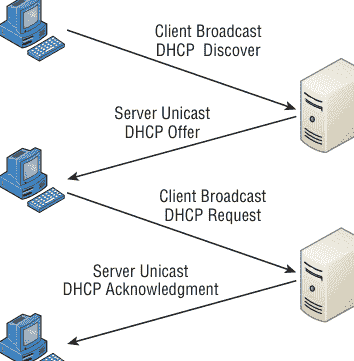 Client Broadcast
DHCP Discover
Server Unicast
DHCP Offer
Client Broadcast
DHCP Request
Server Unicast
DHCP Acknowledgment